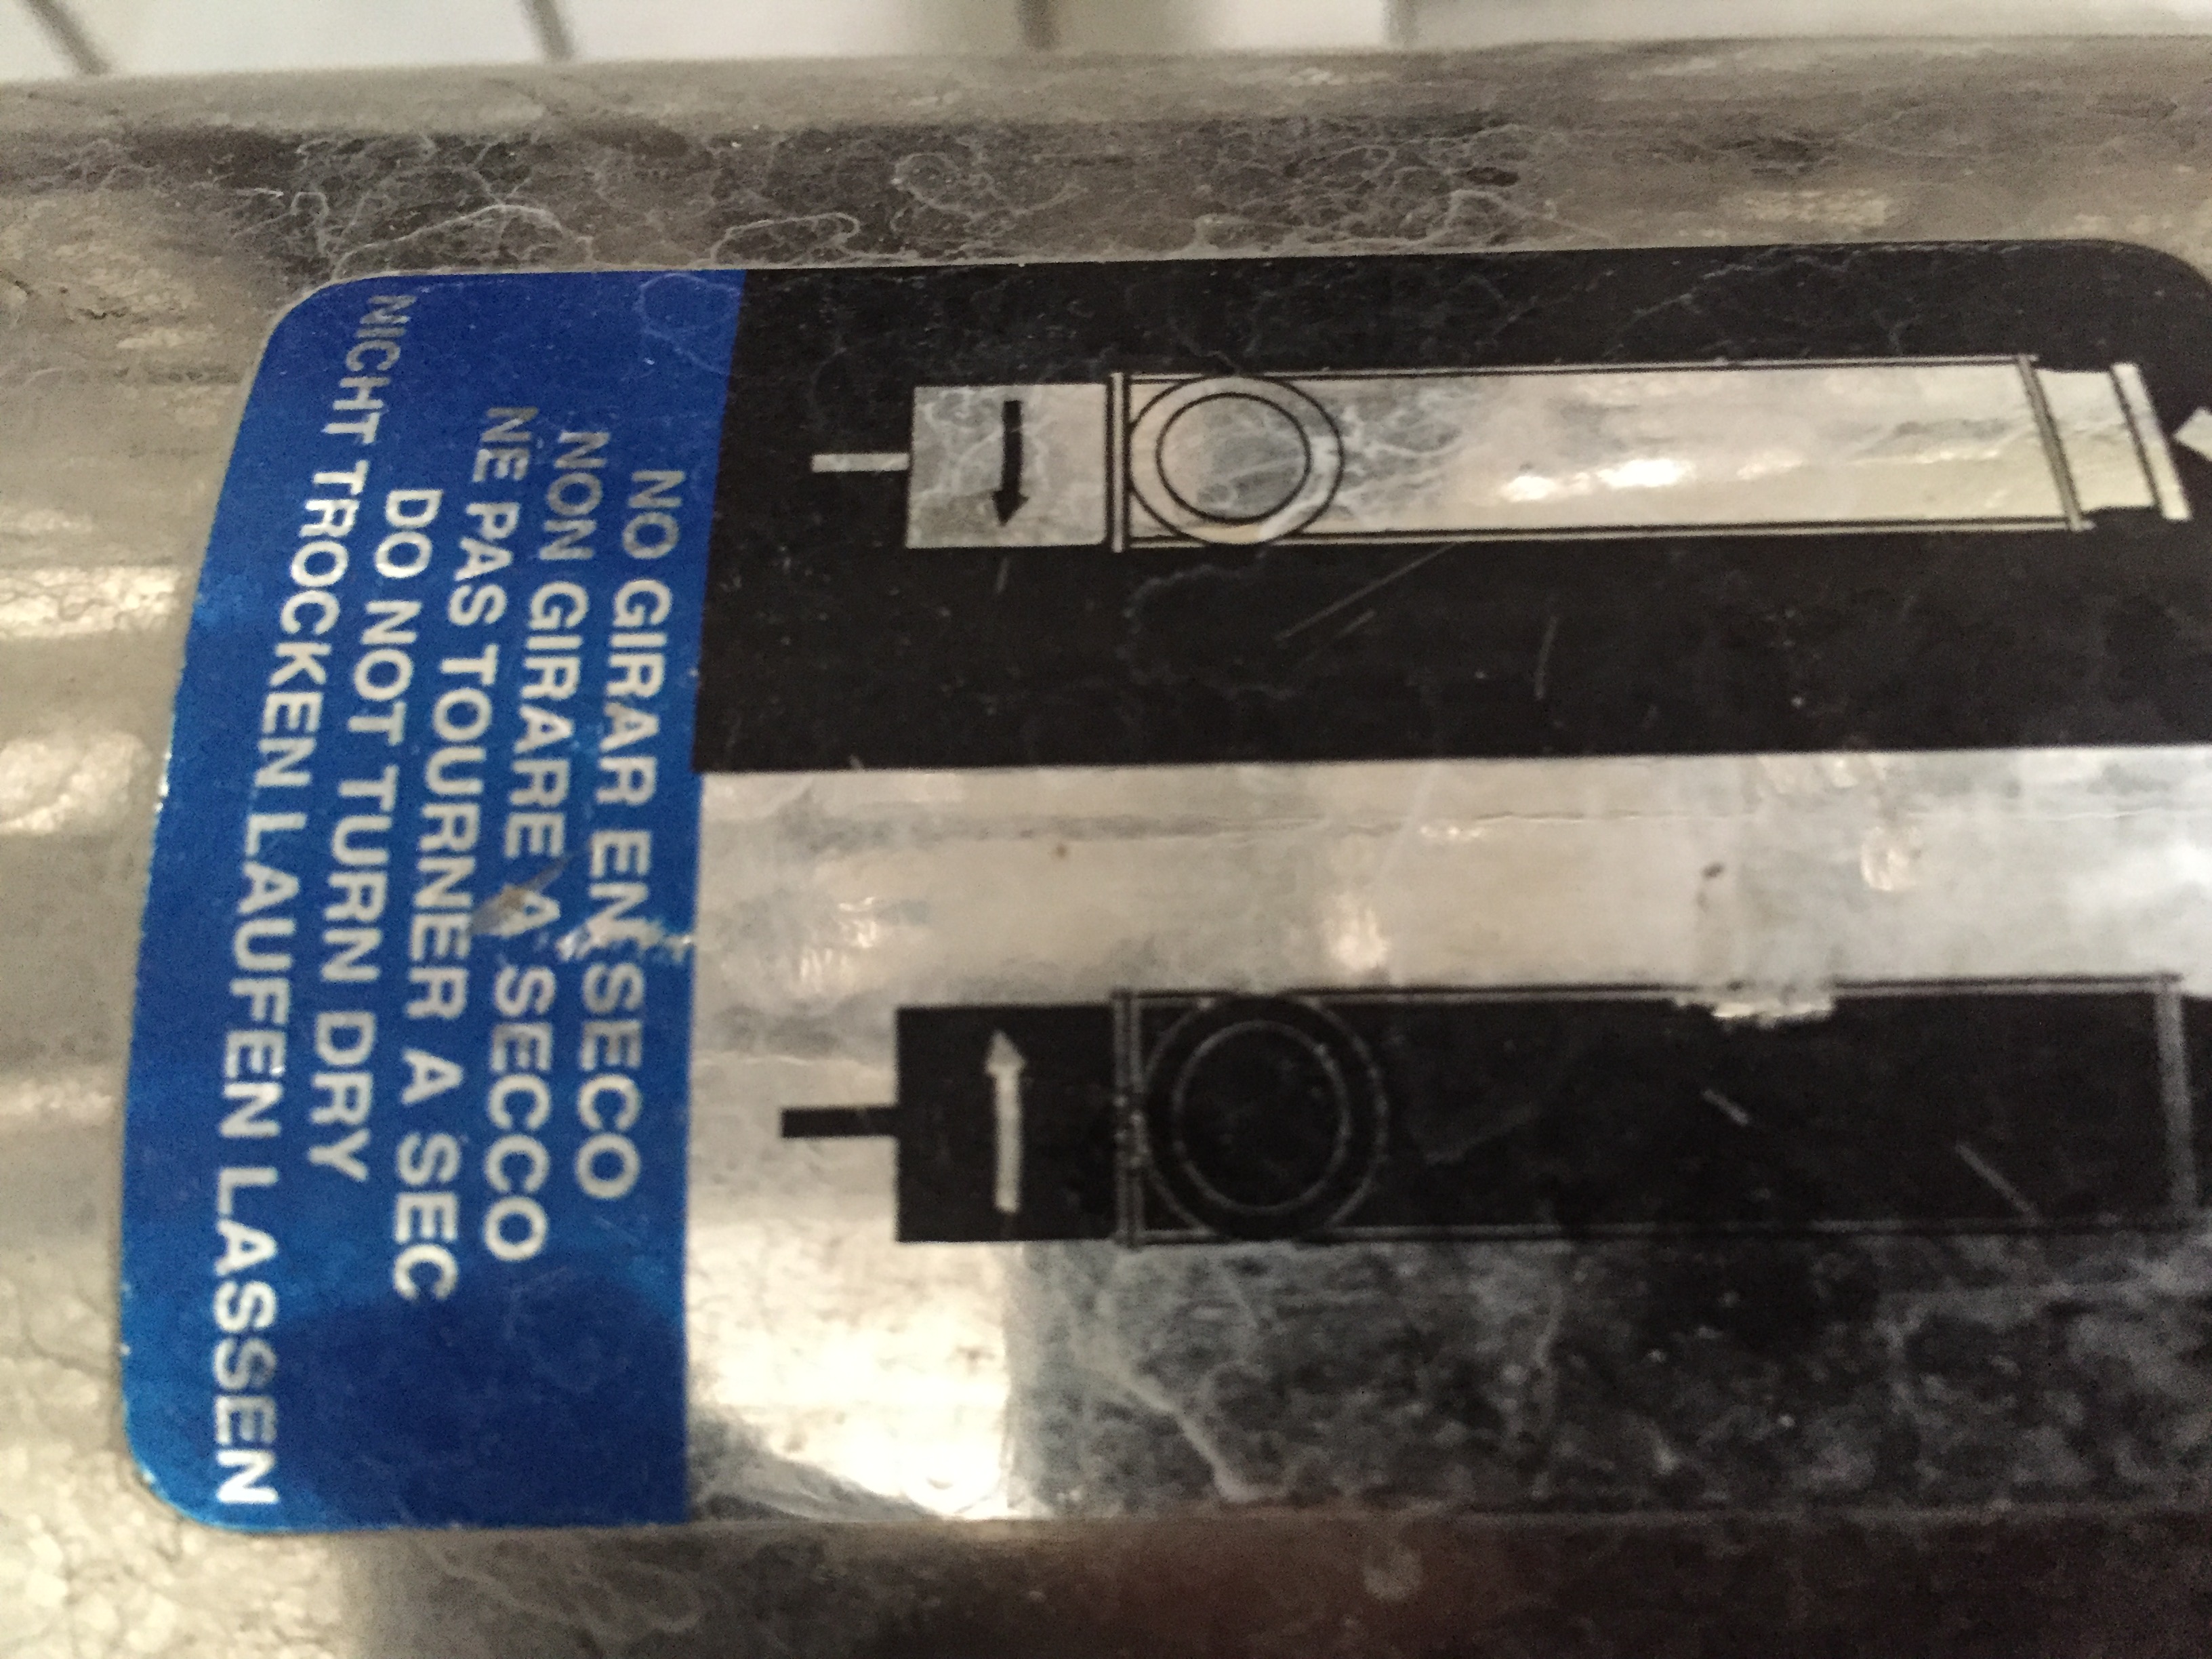 NO GIRAR EN SECO
NON GIRARE A SECCO
NE PAS TOURNER A SEC
DO NOT TURN DRY
NICHT TROCKEN LAUFEN LASSEN